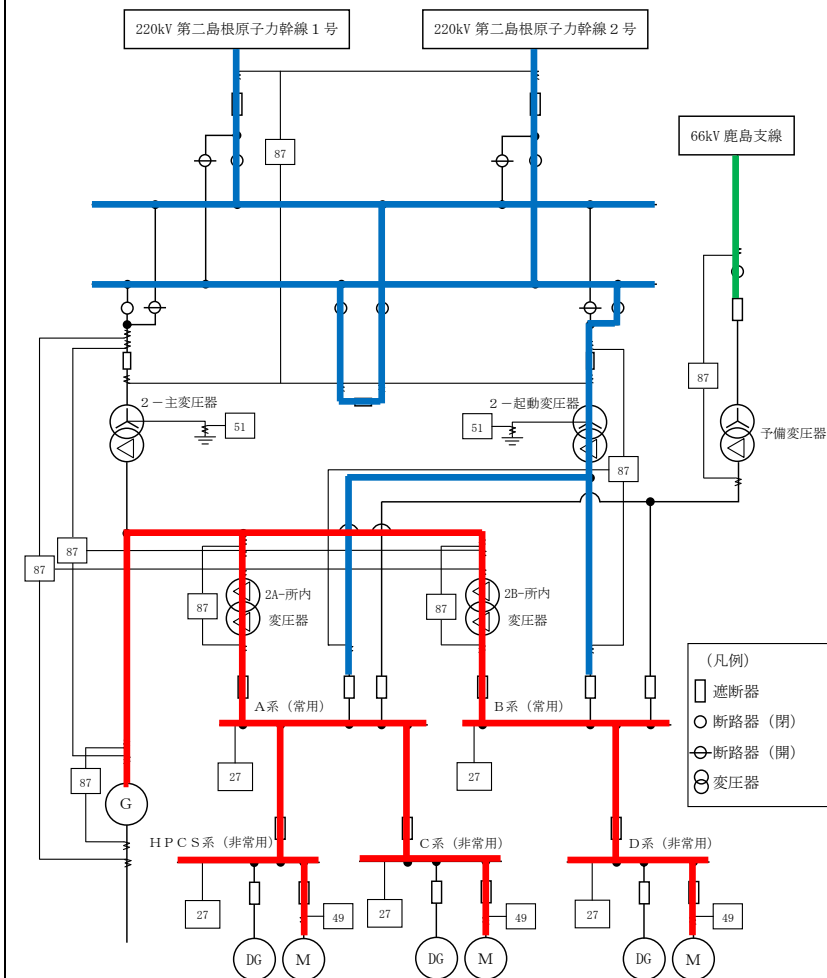 220kV 第二島根原子力幹線1号
220kV 第二島根原子力幹線2号
66kV 鹿島支線
87
87
2-主変圧器
51
2-起動変圧器
51
予備変圧器
87
87
87
87
2A-所内
変圧器
87
2B-所内
変圧器
(凡例)
遮断器
断路器（閉）
断路器（開）
変圧器
A系（常用）
B系（常用）
27
27
87
G
HPCS系（非常用）
C系（非常用）
D系（非常用）
27
49
27
49
27
49
DG
M
DG
M
DG
M